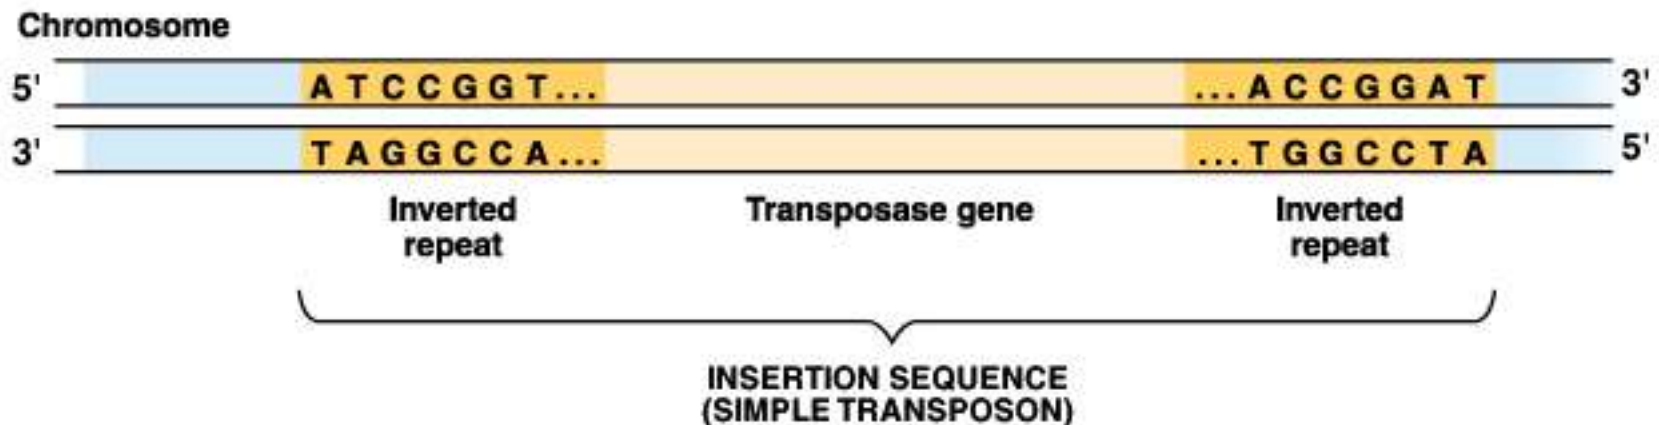 Chromosome
5' A T C C G G T... ...A C C G G A T 3'
3' T A G G C C A... ...T G G C C T A 5'
Inverted repeat Transposase gene Inverted repeat
INSERTION SEQUENCE
(SIMPLE TRANSPOSON)